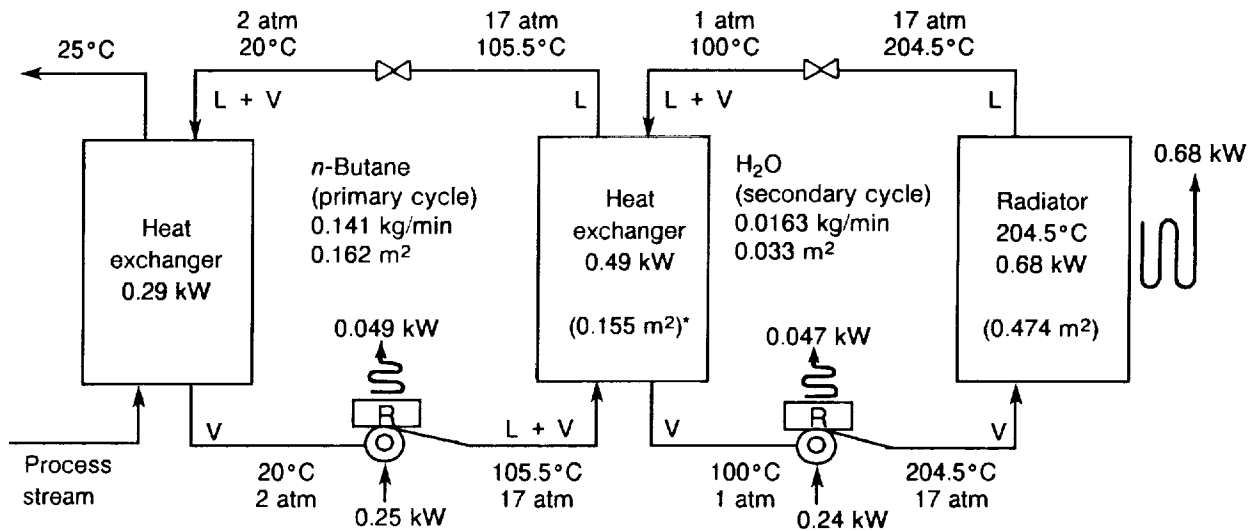 2 atm
20°C
17 atm
105.5°C
1 atm
100°C
17 atm
204.5°C
25°C
L + V
L
L + V
L
n-Butane
(primary cycle)
0.141 kg/min
0.162 m²
H₂O
(secondary cycle)
0.0163 kg/min
0.033 m²
0.68 kW
Heat
exchanger
0.29 kW
Heat
exchanger
0.49 kW
(0.155 m²)*
Radiator
204.5°C
0.68 kW
(0.474 m²)
0.049 kW
0.047 kW
R
R
V
L + V
V
V
Process
stream
20°C
2 atm
105.5°C
17 atm
100°C
1 atm
204.5°C
17 atm
0.25 kW
0.24 kW